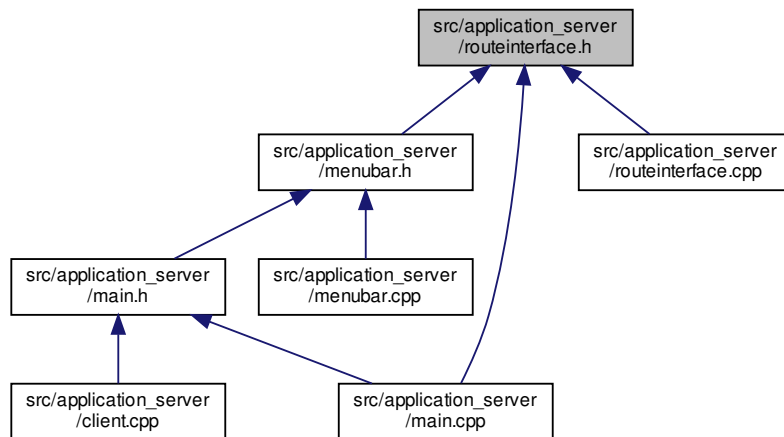 src/application_server
/routeinterface.h
src/application_server
/menubar.h
src/application_server
/routeinterface.cpp
src/application_server
/main.h
src/application_server
/menubar.cpp
src/application_server
/client.cpp
src/application_server
/main.cpp